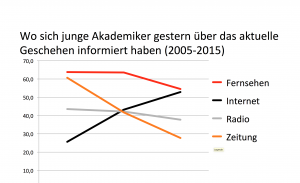 Wo sich junge Akademiker gestern über das aktuelle
Geschehen informiert haben (2005-2015)
70,0
60,0
50,0
40,0
30,0
20,0
10,0
Fernsehen
Internet
Radio
Zeitung